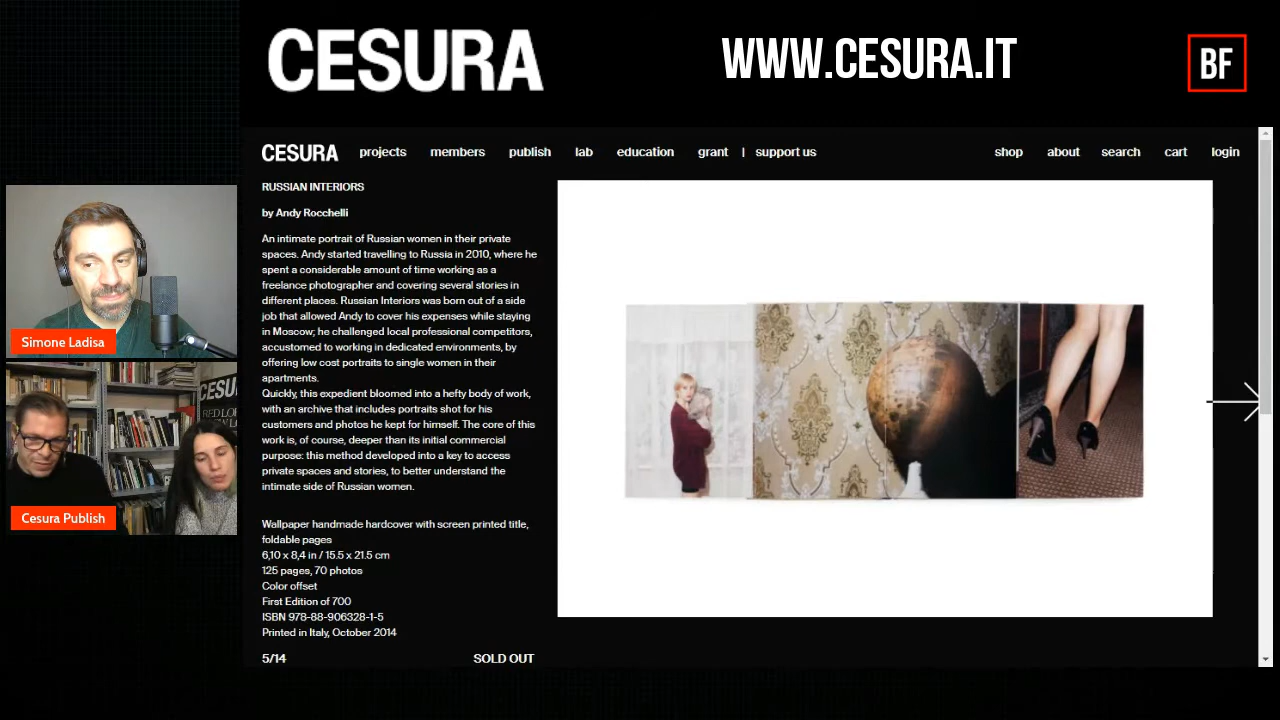 CESURA
WWW.CESURA.IT
BF
CESURA projects members publish lab education grant | support us shop about search cart login
RUSSIAN INTERIORS
by Andy Rocchelli
An intimate portrait of Russian women in their private
spaces. Andy started travelling to Russia in 2010, where he
spent a considerable amount of time working as a
freelance photographer and covering several stories in
different places. Russian Interiors was born out of a side
job that allowed Andy to cover his expenses while staying
in Moscow; he challenged local professional competitors,
accustomed to working in dedicated environments, by
offering low cost portraits to single women in their
apartments.
Quickly, this expedient bloomed into a hefty body of work,
with an archive that includes portraits shot for his
customers and photos he kept for himself. The core of this
work is, of course, deeper than its initial commercial
purpose: this method developed into a key to access
private spaces and stories, to better understand the
intimate side of Russian women.
Wallpaper handmade hardcover with screen printed title,
foldable pages
6,10 x 8,4 in / 15.5 x 21.5 cm
125 pages, 70 photos
Color offset
First Edition of 700
ISBN 978-88-906328-1-5
Printed in Italy, October 2014
5/14 SOLD OUT
Simone Ladisa
CESU
Cesura Publish